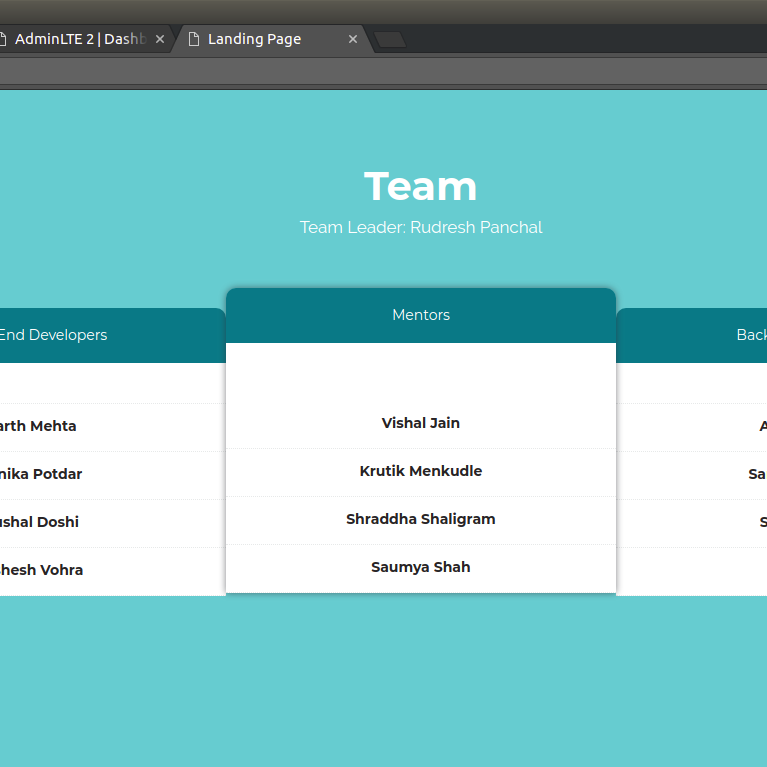 AdminLTE 2 | Dashb
Landing Page
Team
Team Leader: Rudresh Panchal
End Developers
Mentors
Back
arth Mehta
Vishal Jain
A
nika Potdar
Krutik Menkudle
Sa
ushal Doshi
Shraddha Shaligram
S
shesh Vohra
Saumya Shah